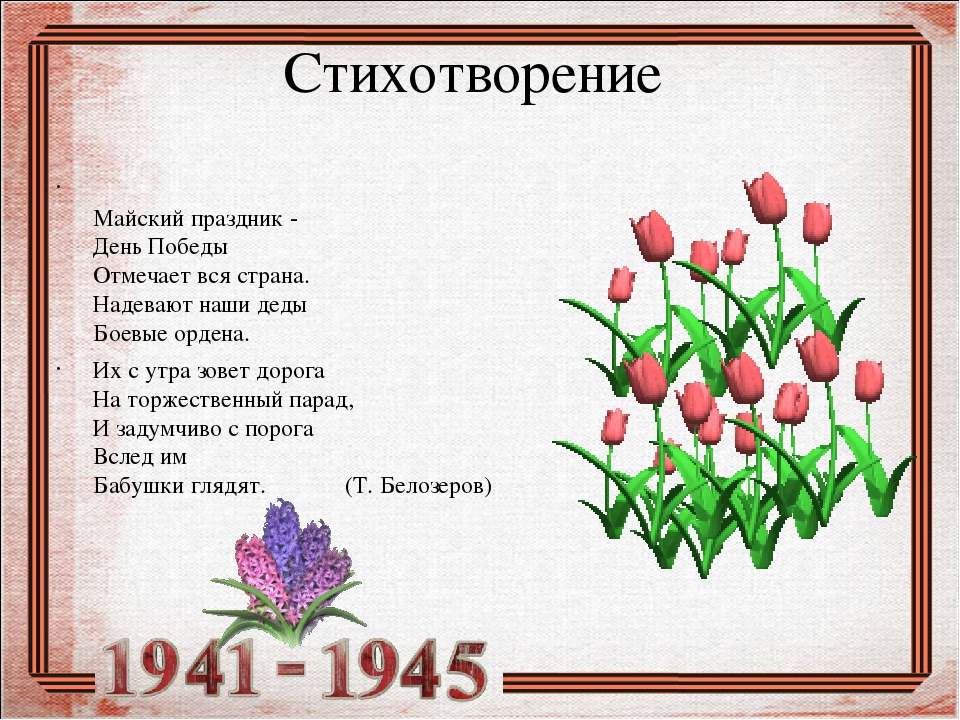 Стихотворение
Майский праздник -
День Победы
Отмечает вся страна.
Надевают наши деды
Боевые ордена.
Их с утра зовет дорога
На торжественный парад,
И задумчиво с порога
Вслед им
Бабушки глядят. (Т. Белозеров)
1941 - 1945